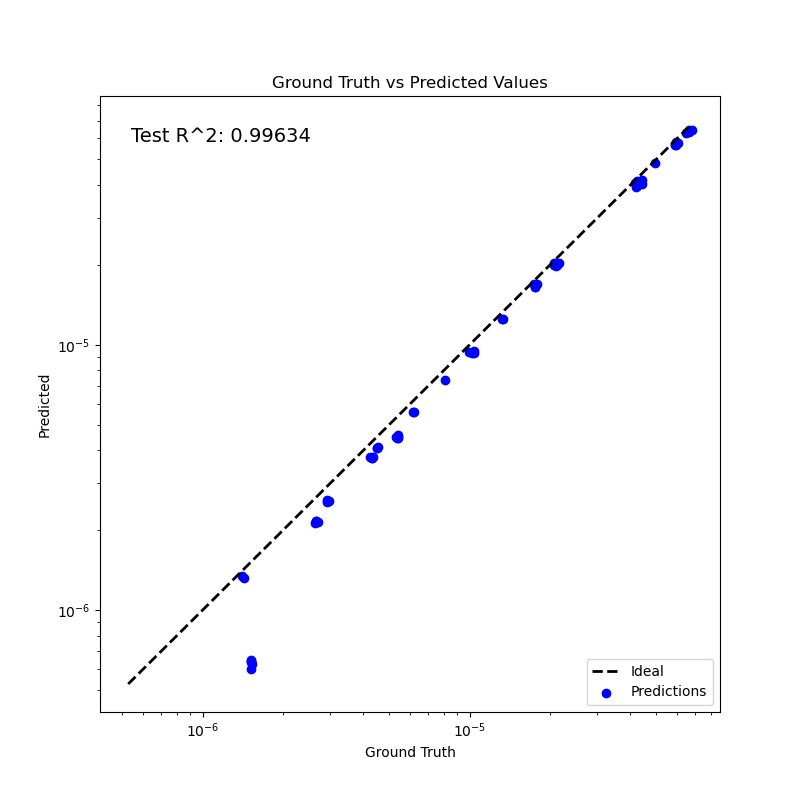 Ground Truth vs Predicted Values
Test R^2: 0.99634
Predicted
10⁻⁵
10⁻⁶
10⁻⁶
10⁻⁵
Ground Truth
Ideal
Predictions